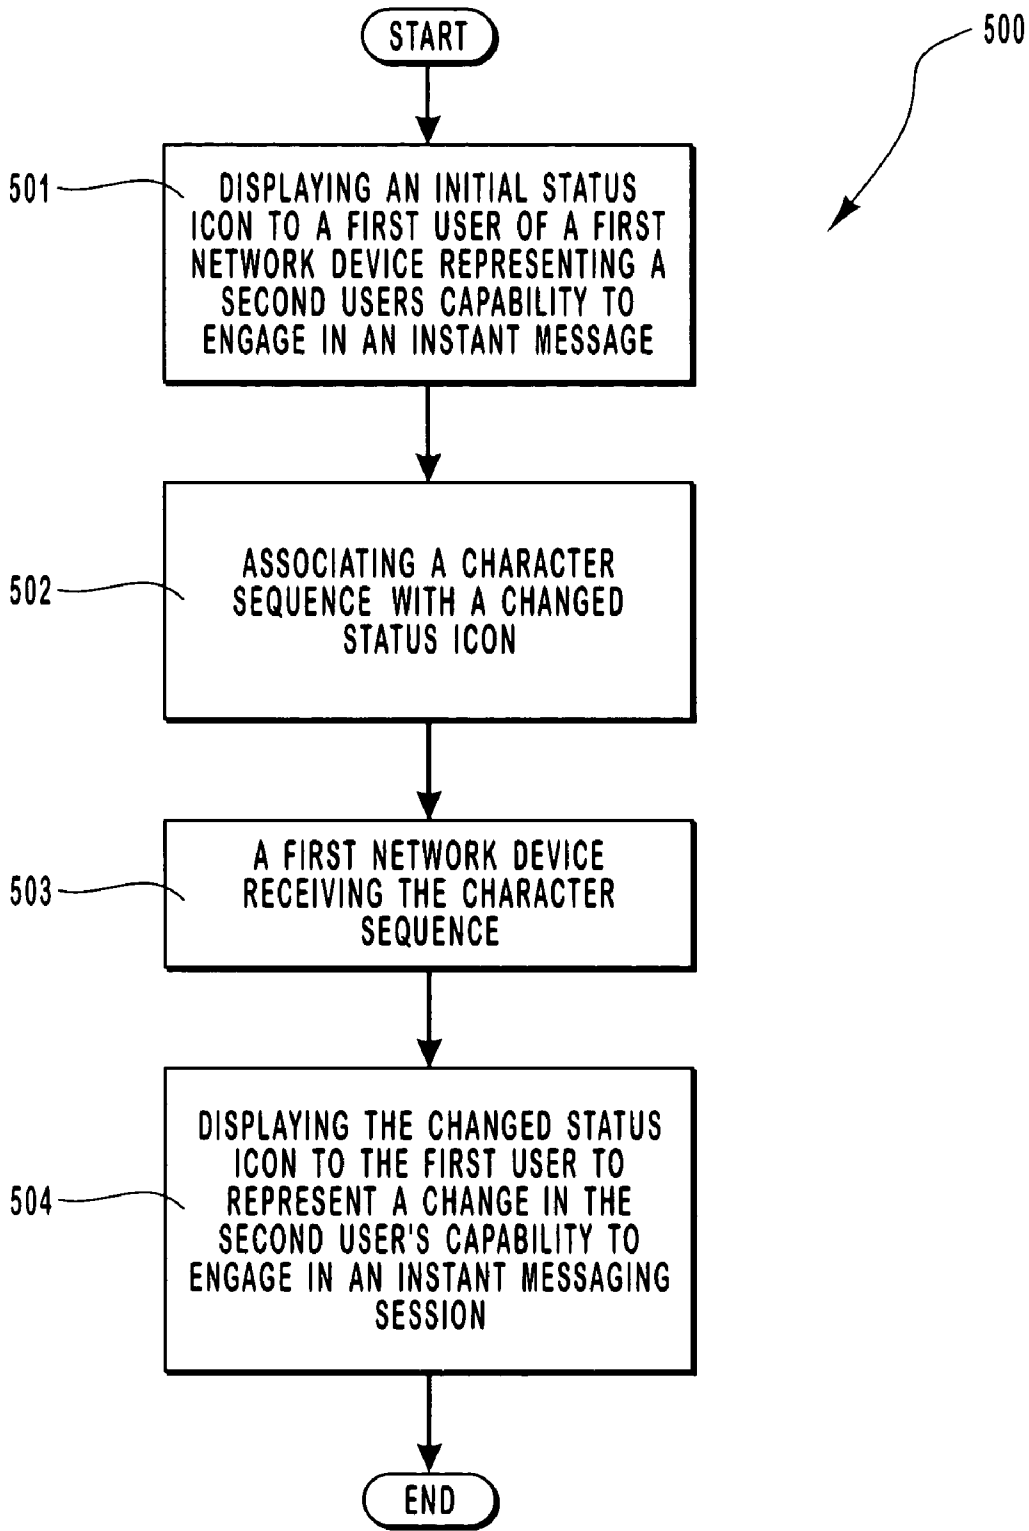 START
500
501
DISPLAYING AN INITIAL STATUS
ICON TO A FIRST USER OF A FIRST
NETWORK DEVICE REPRESENTING A
SECOND USERS CAPABILITY TO
ENGAGE IN AN INSTANT MESSAGE
502
ASSOCIATING A CHARACTER
SEQUENCE WITH A CHANGED
STATUS ICON
503
A FIRST NETWORK DEVICE
RECEIVING THE CHARACTER
SEQUENCE
504
DISPLAYING THE CHANGED STATUS
ICON TO THE FIRST USER TO
REPRESENT A CHANGE IN THE
SECOND USER'S CAPABILITY TO
ENGAGE IN AN INSTANT MESSAGING
SESSION
END